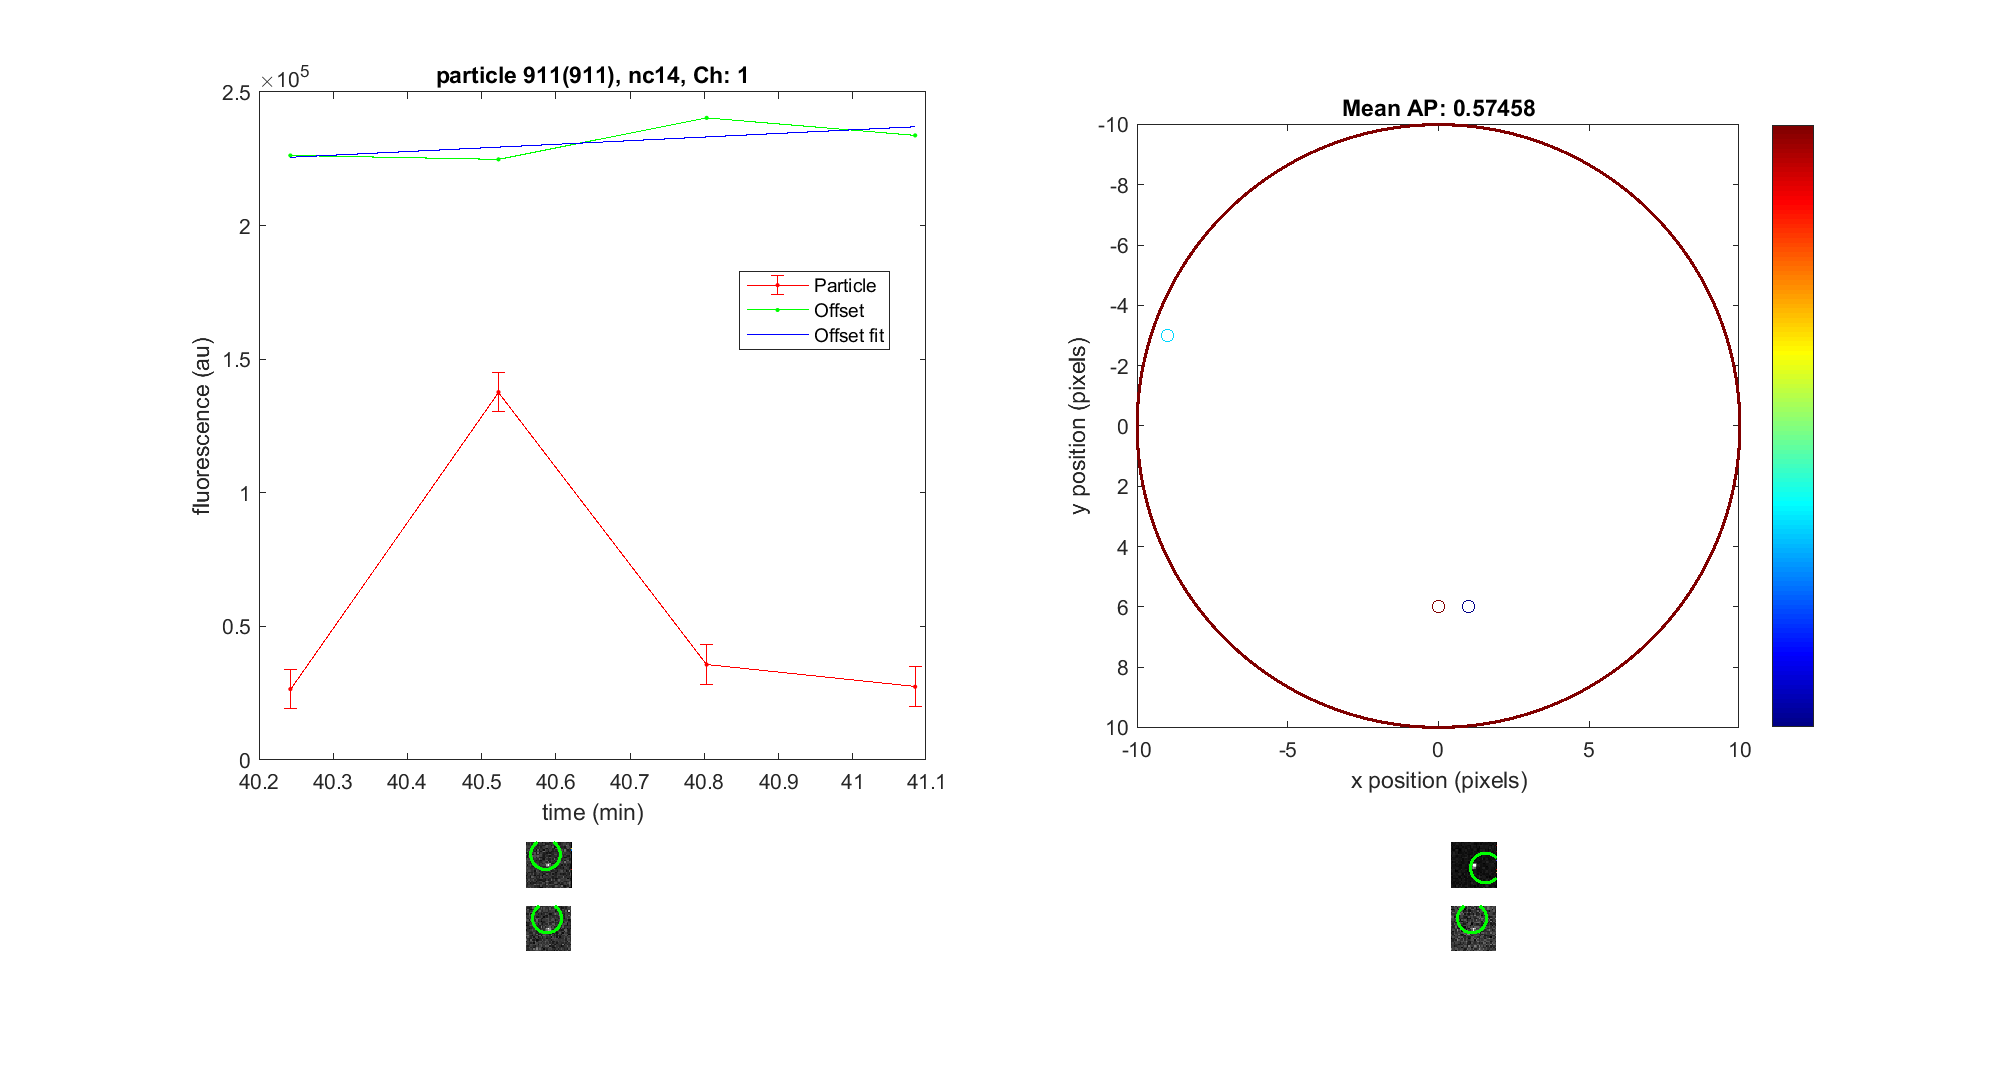 particle 911(911), nc14, Ch: 1
×10^5
2.5
2
1.5
1
0.5
0
fluorescence (au)
40.2 40.3 40.4 40.5 40.6 40.7 40.8 40.9 41 41.1
time (min)
Particle
Offset
Offset fit
Mean AP: 0.57458
-10
-8
-6
-4
-2
0
2
4
6
8
10
y position (pixels)
-10 -5 0 5 10
x position (pixels)